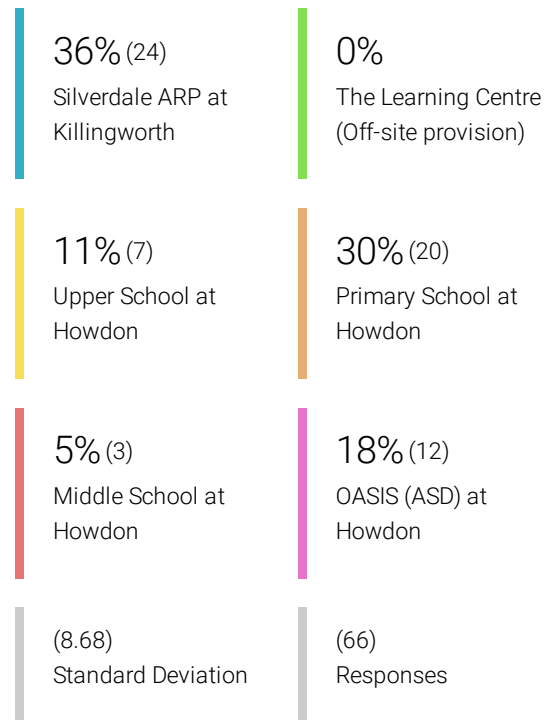 36% (24)
Silverdale ARP at
Killingworth
0%
The Learning Centre
(Off-site provision)
11% (7)
Upper School at
Howdon
30% (20)
Primary School at
Howdon
5% (3)
Middle School at
Howdon
18% (12)
OASIS (ASD) at
Howdon
(8.68)
Standard Deviation
(66)
Responses